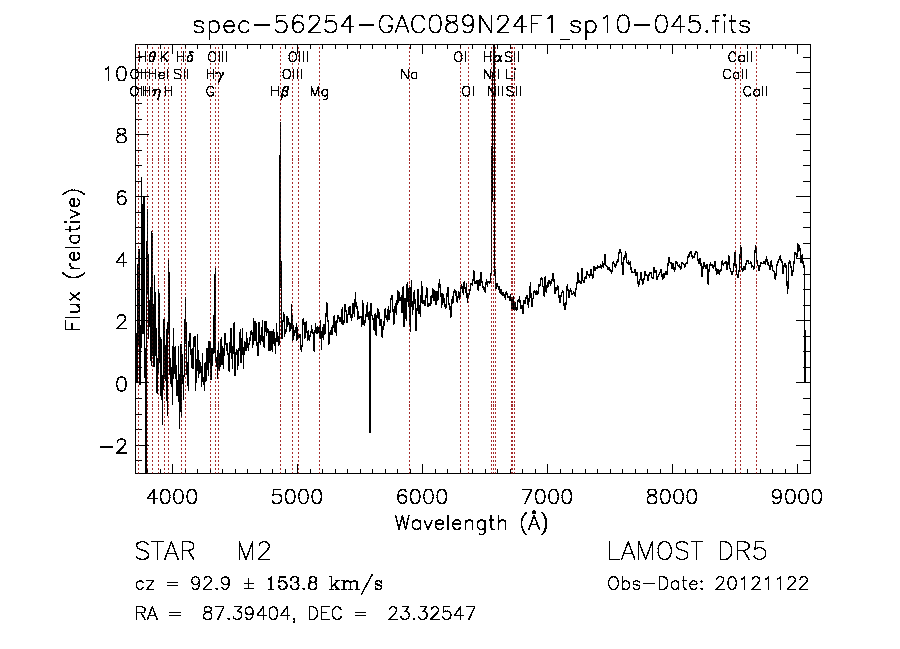 spec-56254-GAC089N24F1_sp10-045.fits
Hθ K Hδ OIII OIII OI Hα SII CaII
OII HeI SII Hγ OIII Na NII Li CaII
Hη H G Hβ Mg OI NII SII CaII
10
8
6
4
2
0
-2
Flux (relative)
4000 5000 6000 7000 8000 9000
Wavelength (Å)
STAR M2 LAMOST DR5
cz = 92.9 ± 153.8 km/s Obs-Date: 20121122
RA = 87.39404, DEC = 23.32547